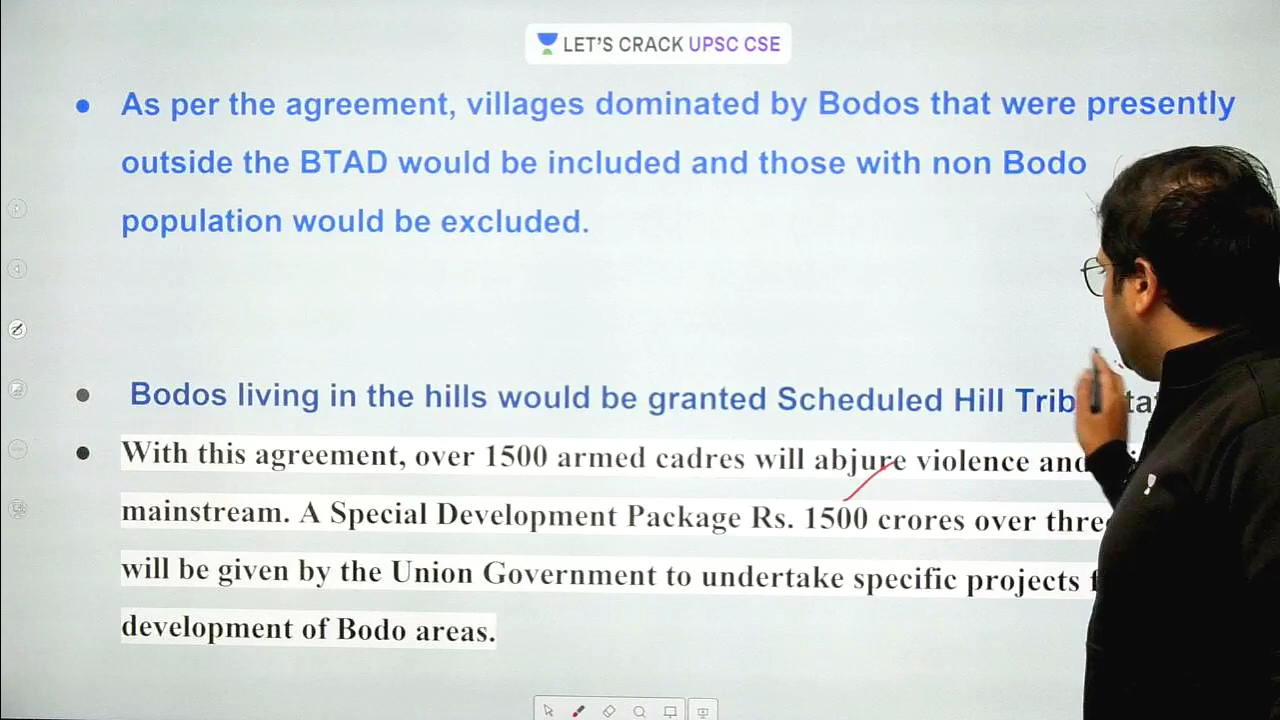 LET'S CRACK UPSC CSE
As per the agreement, villages dominated by Bodos that were presently
outside the BTAD would be included and those with non Bodo
population would be excluded.
Bodos living in the hills would be granted Scheduled Hill
With this agreement, over 1500 armed cadres will abjure violence and
mainstream. A Special Development Package Rs. 1500 crores over
will be given by the Union Government to undertake specific projects
development of Bodo areas.